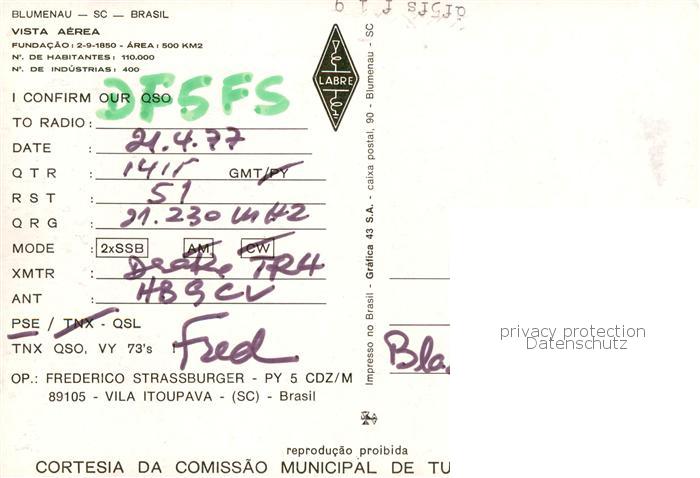 BLUMENAU — SC — BRASIL
VISTA AÉREA
FUNDAÇÃO : 2-9-1850 - ÁREA : 500 KM2
Nº. DE HABITANTES : 110.000
Nº. DE INDÚSTRIAS : 400
LABRE
I CONFIRM OUR QSO
TO RADIO : DF5FS
DATE : 21.4.77
QTR : 1415 GMT/PY
RST : 51
QRG : 21.230 MHZ
MODE : 2xSSB AM CW
XMTR : Drake TR4
ANT : HB9CV
PSE / TNX - QSL
TNX QSO, VY 73's Fred
OP.: FREDERICO STRASSBURGER - PY 5 CDZ/M
89105 - VILA ITOUPAVA - (SC) - Brasil
Impresso no Brasil - Gráfica 43 S.A. - caixa postal, 90 - Blumenau - SC
privacy protection
Datenschutz
reprodução proibida
CORTESIA DA COMISSÃO MUNICIPAL DE TU